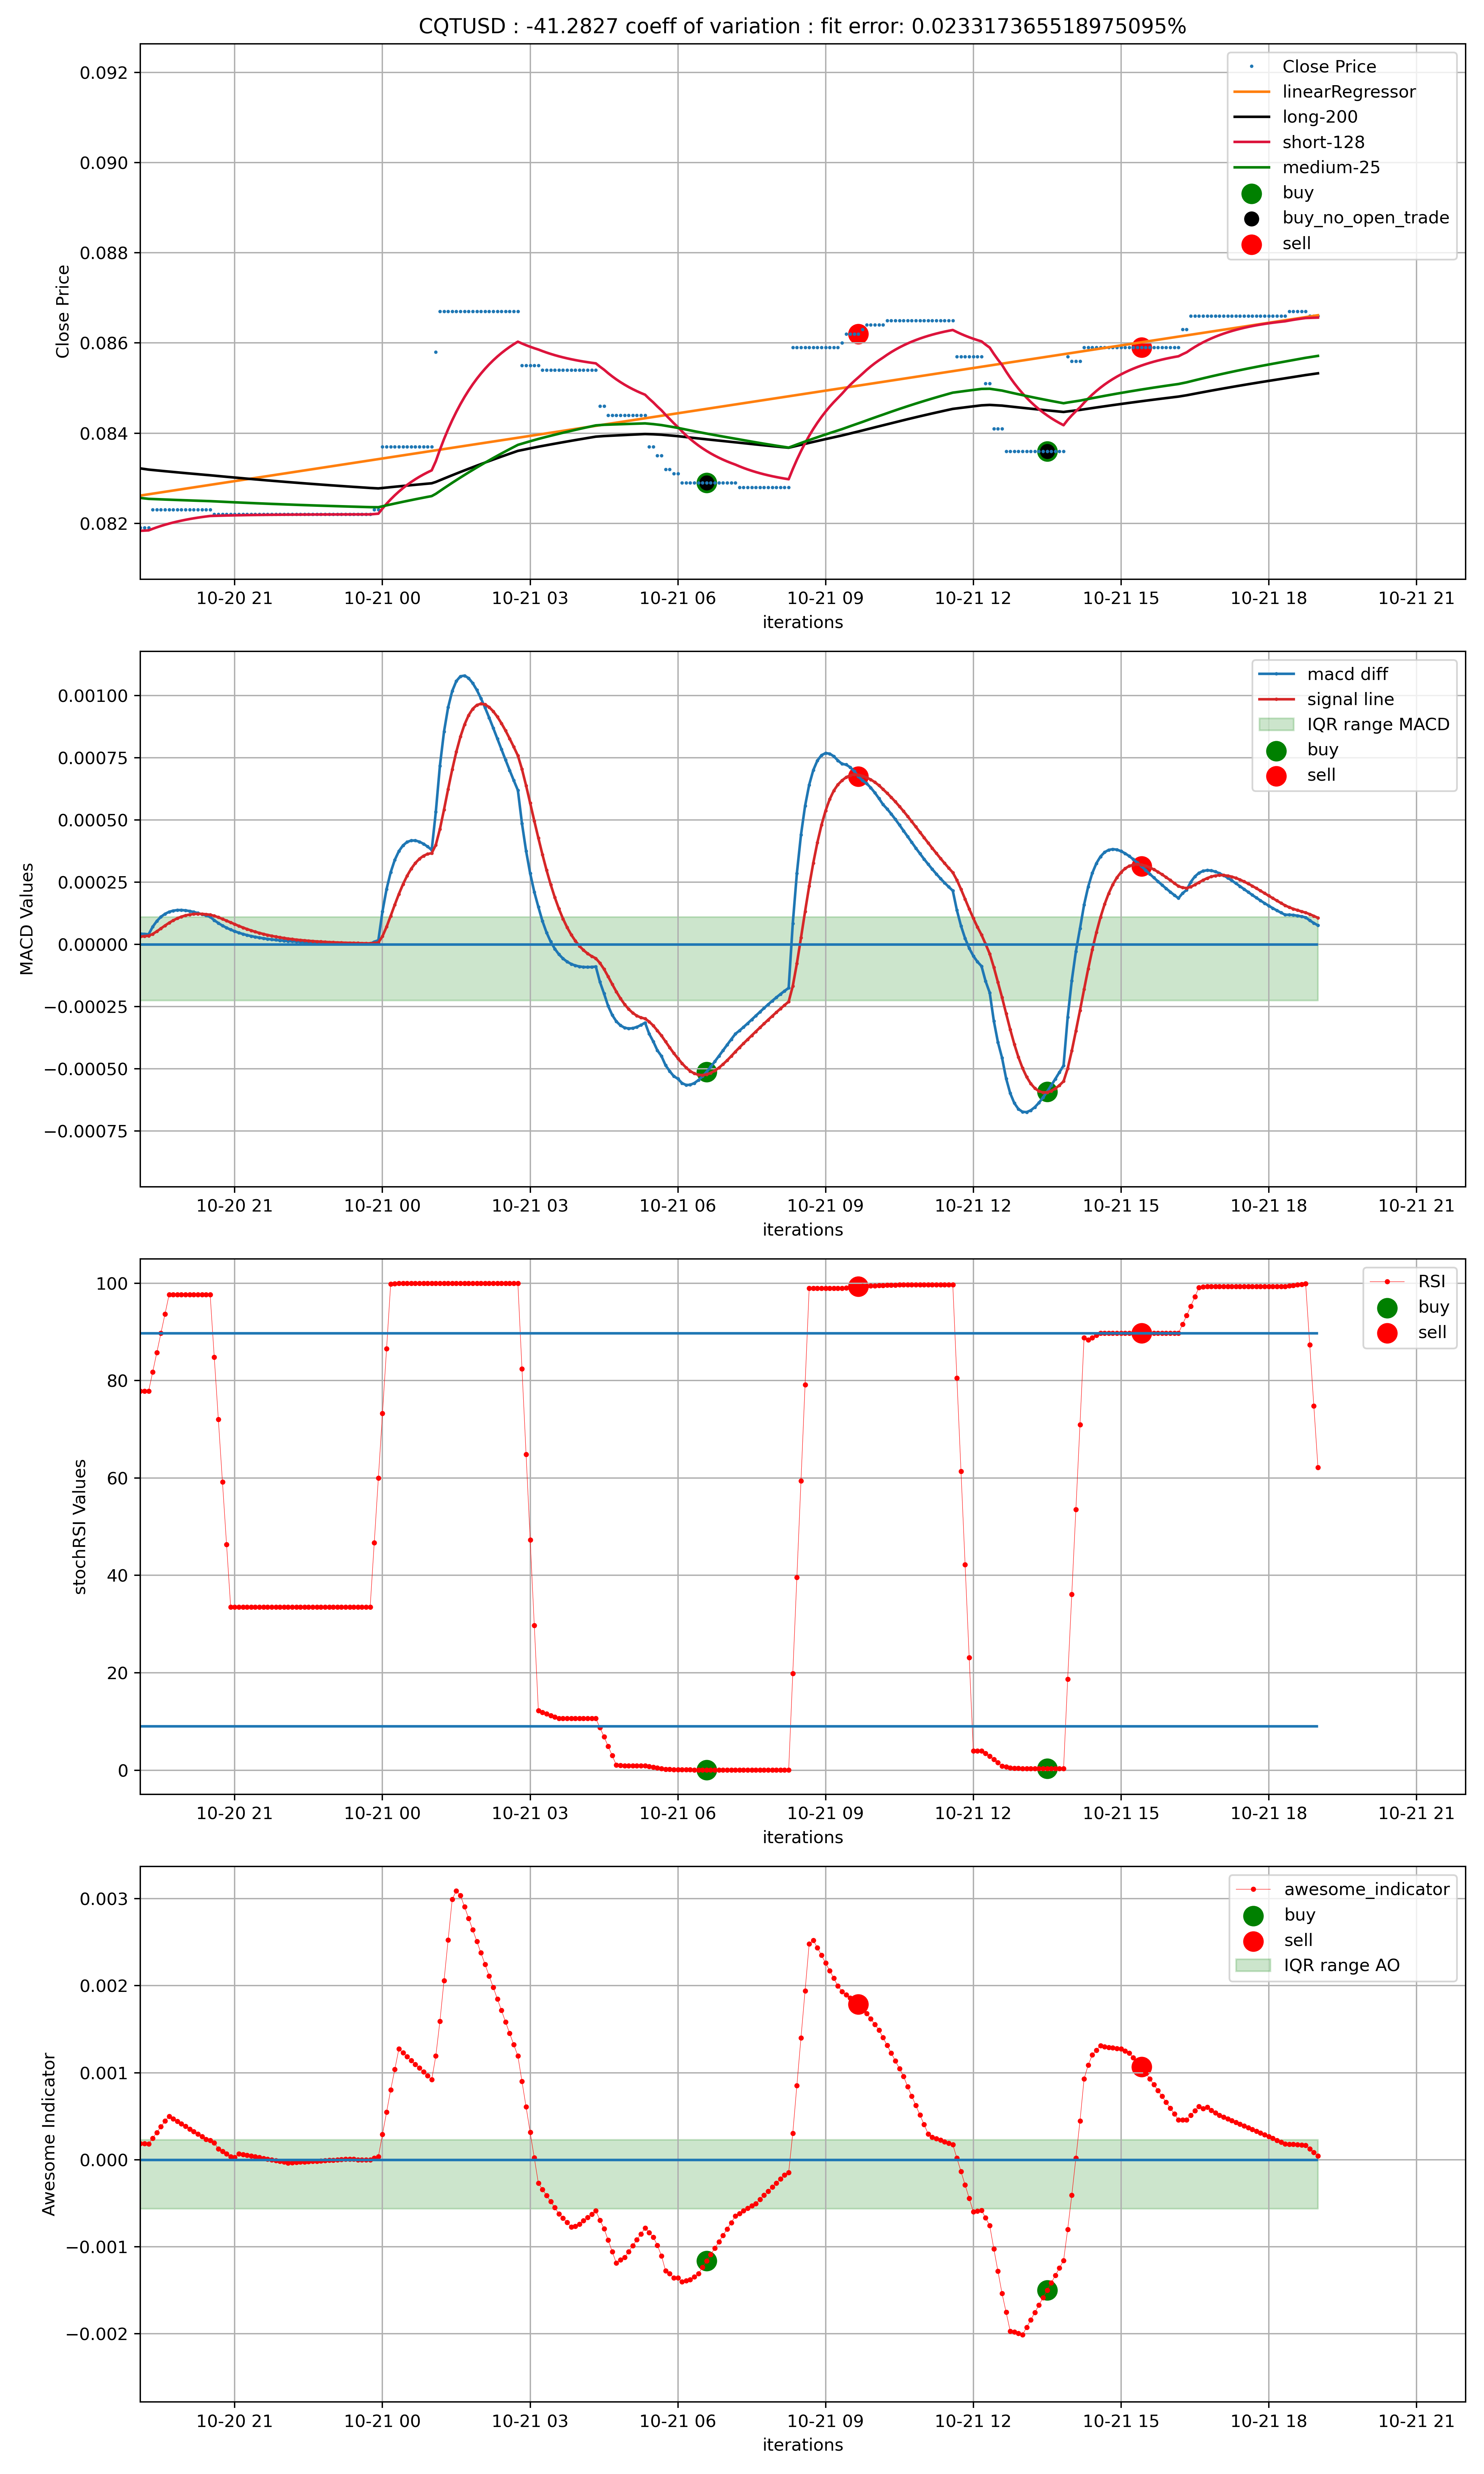 CQTUSD : -41.2827 coeff of variation : fit error: 0.023317365518975095%
Close Price
linearRegressor
long-200
short-128
medium-25
buy
buy_no_open_trade
sell
0.092
0.090
0.088
0.086
0.084
0.082
Close Price
10-20 21 10-21 00 10-21 03 10-21 06 10-21 09 10-21 12 10-21 15 10-21 18 10-21 21
iterations
macd diff
signal line
IQR range MACD
buy
sell
0.00100
0.00075
0.00050
0.00025
0.00000
−0.00025
−0.00050
−0.00075
MACD Values
10-20 21 10-21 00 10-21 03 10-21 06 10-21 09 10-21 12 10-21 15 10-21 18 10-21 21
iterations
RSI
buy
sell
100
80
60
40
20
0
stochRSI Values
10-20 21 10-21 00 10-21 03 10-21 06 10-21 09 10-21 12 10-21 15 10-21 18 10-21 21
iterations
awesome_indicator
buy
sell
IQR range AO
0.003
0.002
0.001
0.000
−0.001
−0.002
Awesome Indicator
10-20 21 10-21 00 10-21 03 10-21 06 10-21 09 10-21 12 10-21 15 10-21 18 10-21 21
iterations